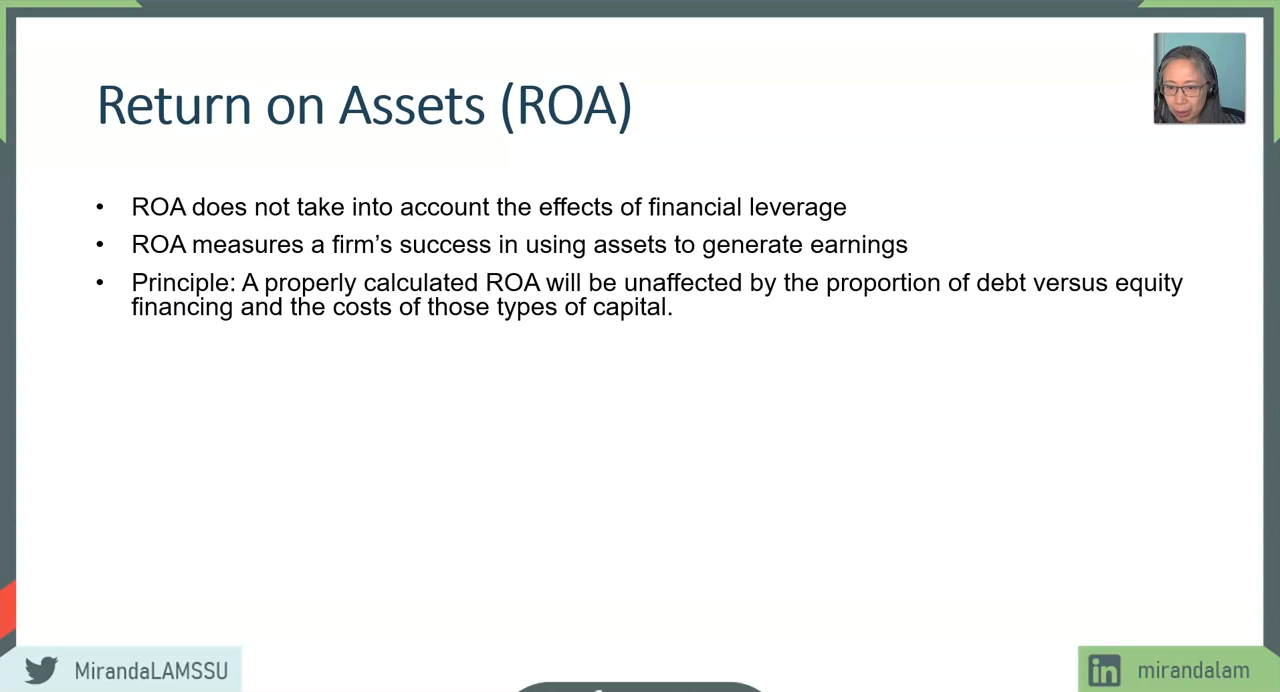 Return on Assets (ROA)
• ROA does not take into account the effects of financial leverage
• ROA measures a firm's success in using assets to generate earnings
• Principle: A properly calculated ROA will be unaffected by the proportion of debt versus equity
financing and the costs of those types of capital.
MirandaLAMSSU
in mirandalam